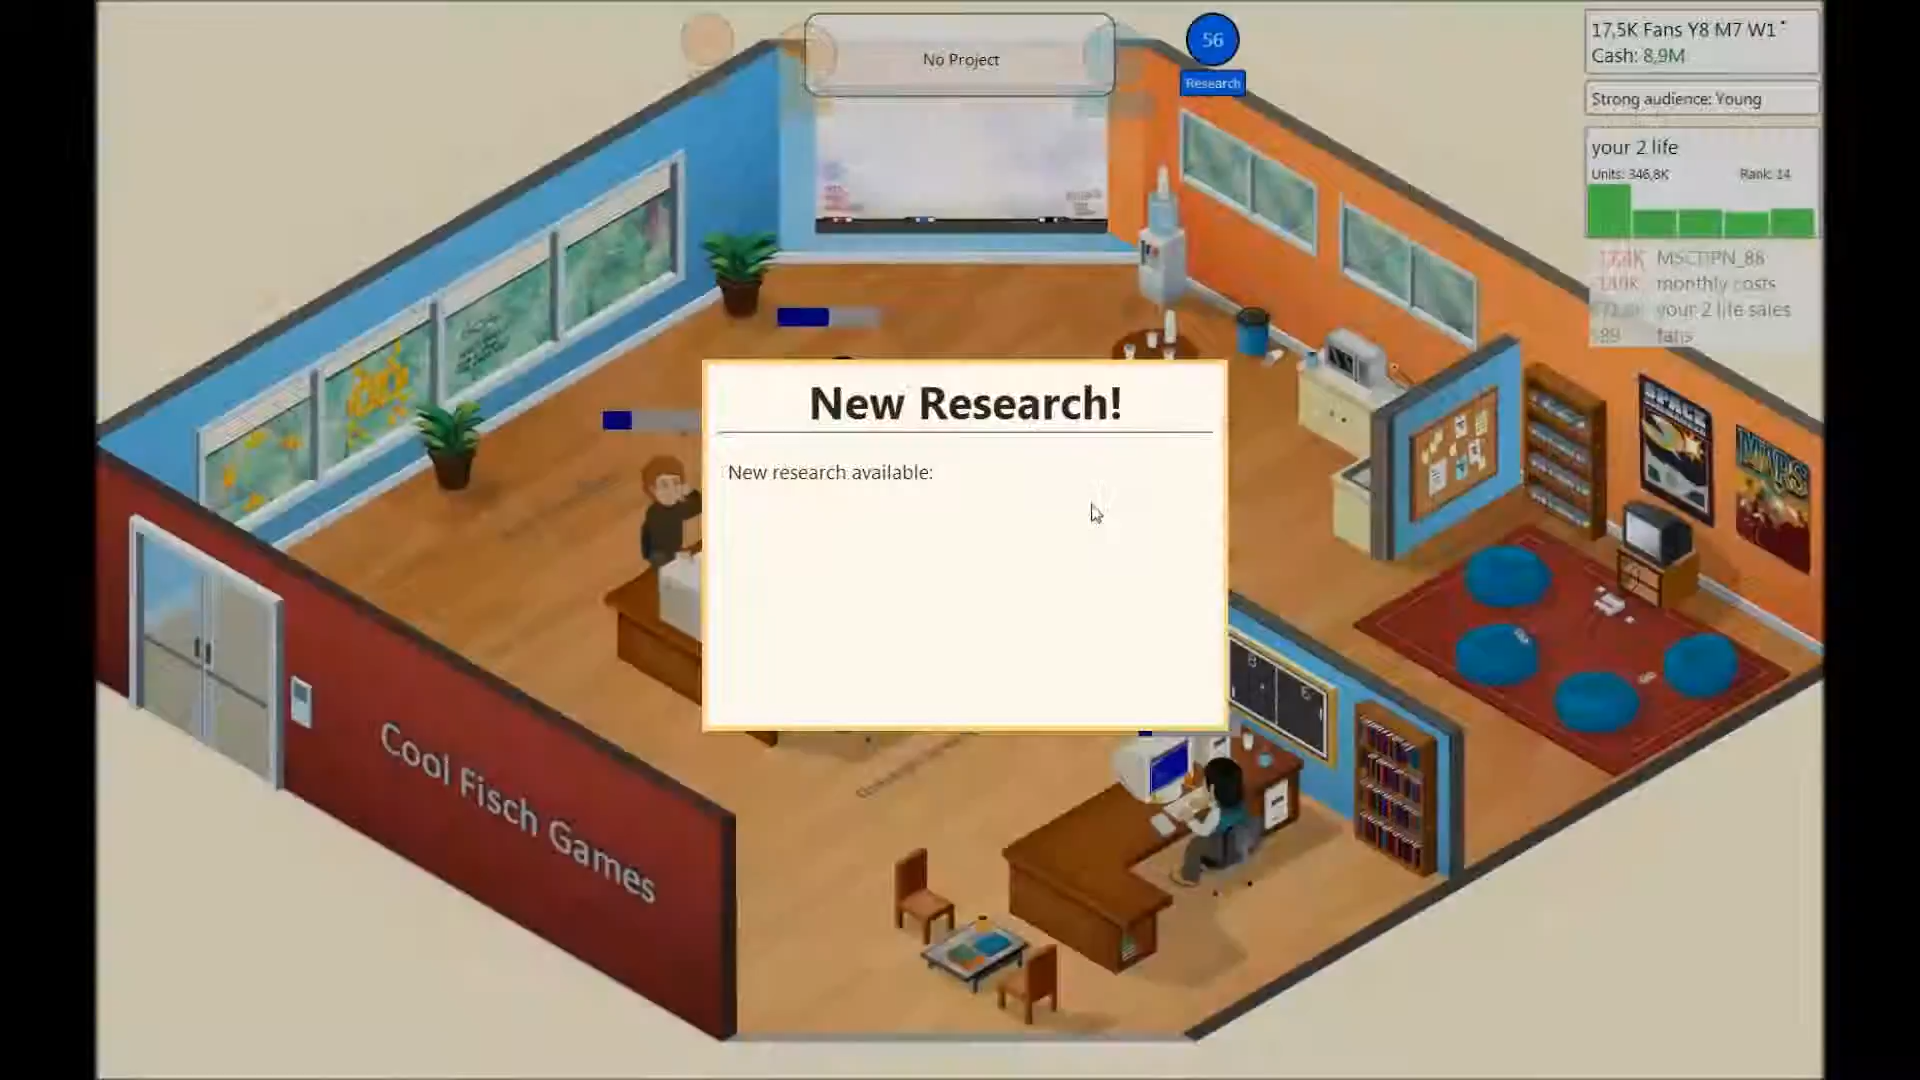 No Project
56
Research
17,5K Fans Y8 M7 W1
Cash: 8,9M
Strong audience: Young
your 2 life
Units: 346,8K
Rank: 14
monthly costs
your 2 life sales
fans
New Research!
New research available:
SPACE
MARS
Cool Fisch Games